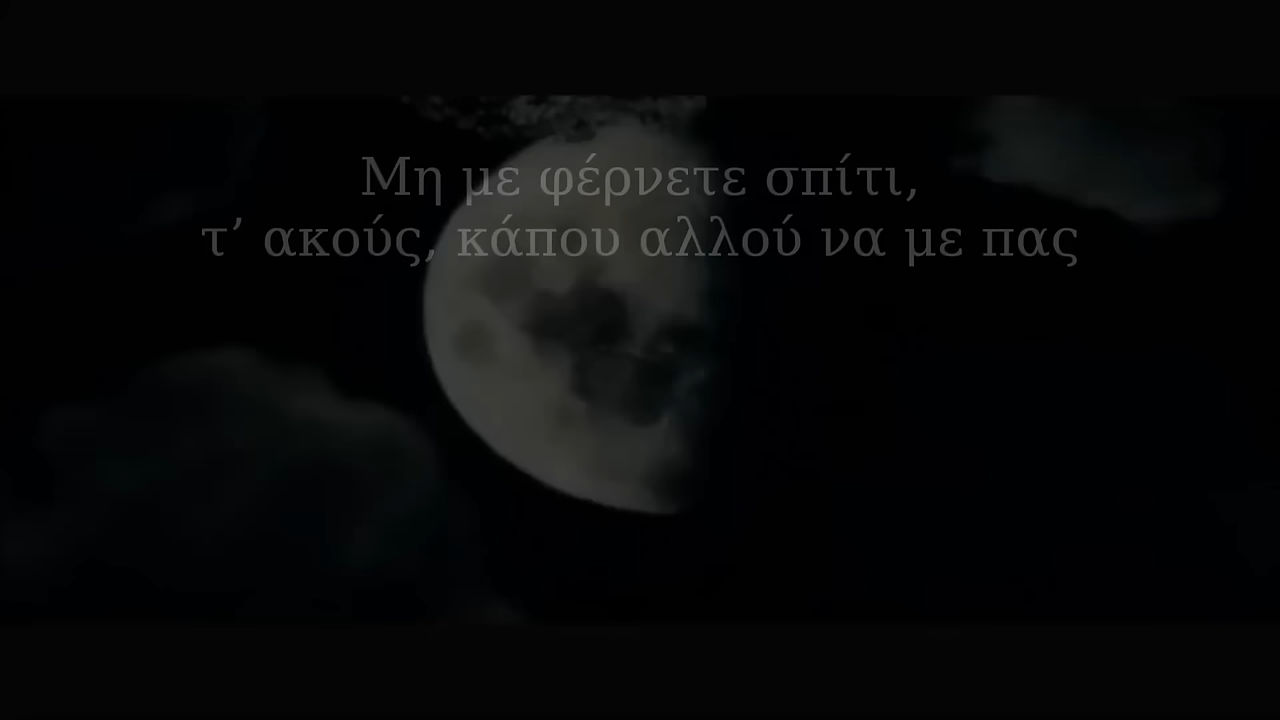 Μη με φέρνετε σπίτι,
τ’ ακούς, κάπου αλλού να με πας